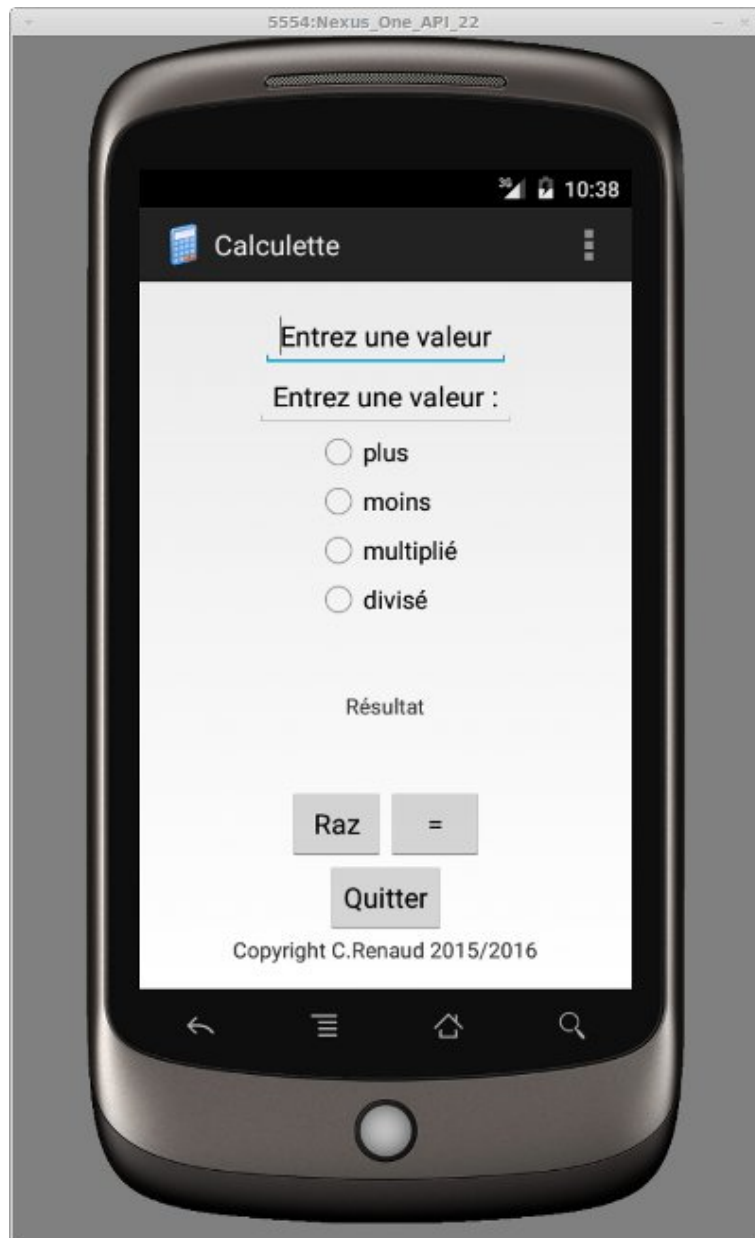 5554:Nexus_One_API_22
3G 10:38
Calculette
Entrez une valeur
Entrez une valeur :
plus
moins
multiplié
divisé
Résultat
Raz =
Quitter
Copyright C.Renaud 2015/2016